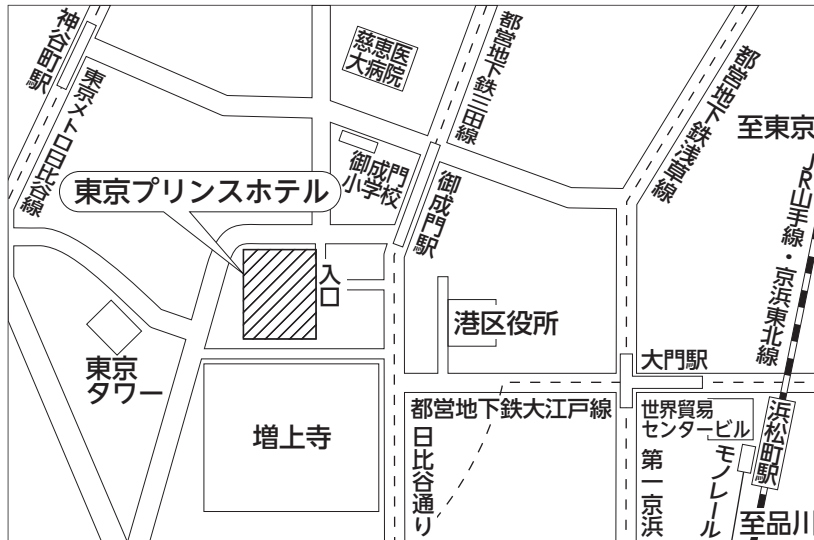 神谷町駅
東京メトロ日比谷線
慈恵医
大病院
都営地下鉄三田線
都営地下鉄浅草線
至東京
JR山手線・京浜東北線
御成門
小学校
御成門駅
東京プリンスホテル
入口
港区役所
東京
タワー
大門駅
増上寺
都営地下鉄大江戸線
日比谷通り
世界貿易
センタービル
浜松町駅
第一京浜
モノレール
至品川